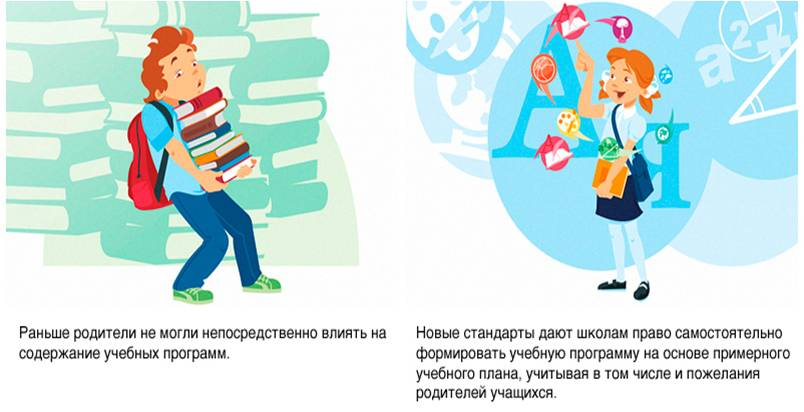 А Я
a²+
Раньше родители не могли непосредственно влиять на
содержание учебных программ.
Новые стандарты дают школам право самостоятельно
формировать учебную программу на основе примерного
учебного плана, учитывая в том числе и пожелания
родителей учащихся.